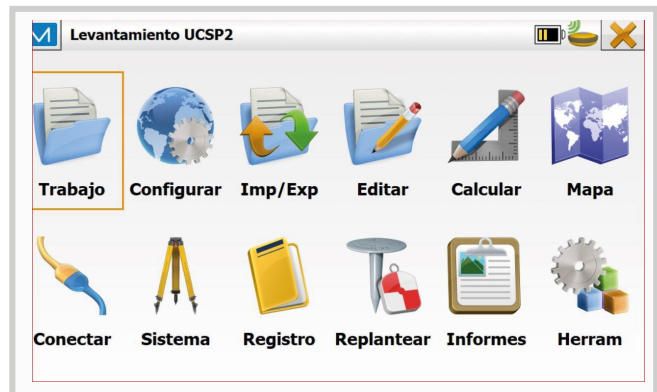 Levantamiento UCSP2
Trabajo Configurar Imp/Exp Editar Calcular Mapa
Conectar Sistema Registro Replantear Informes Herram